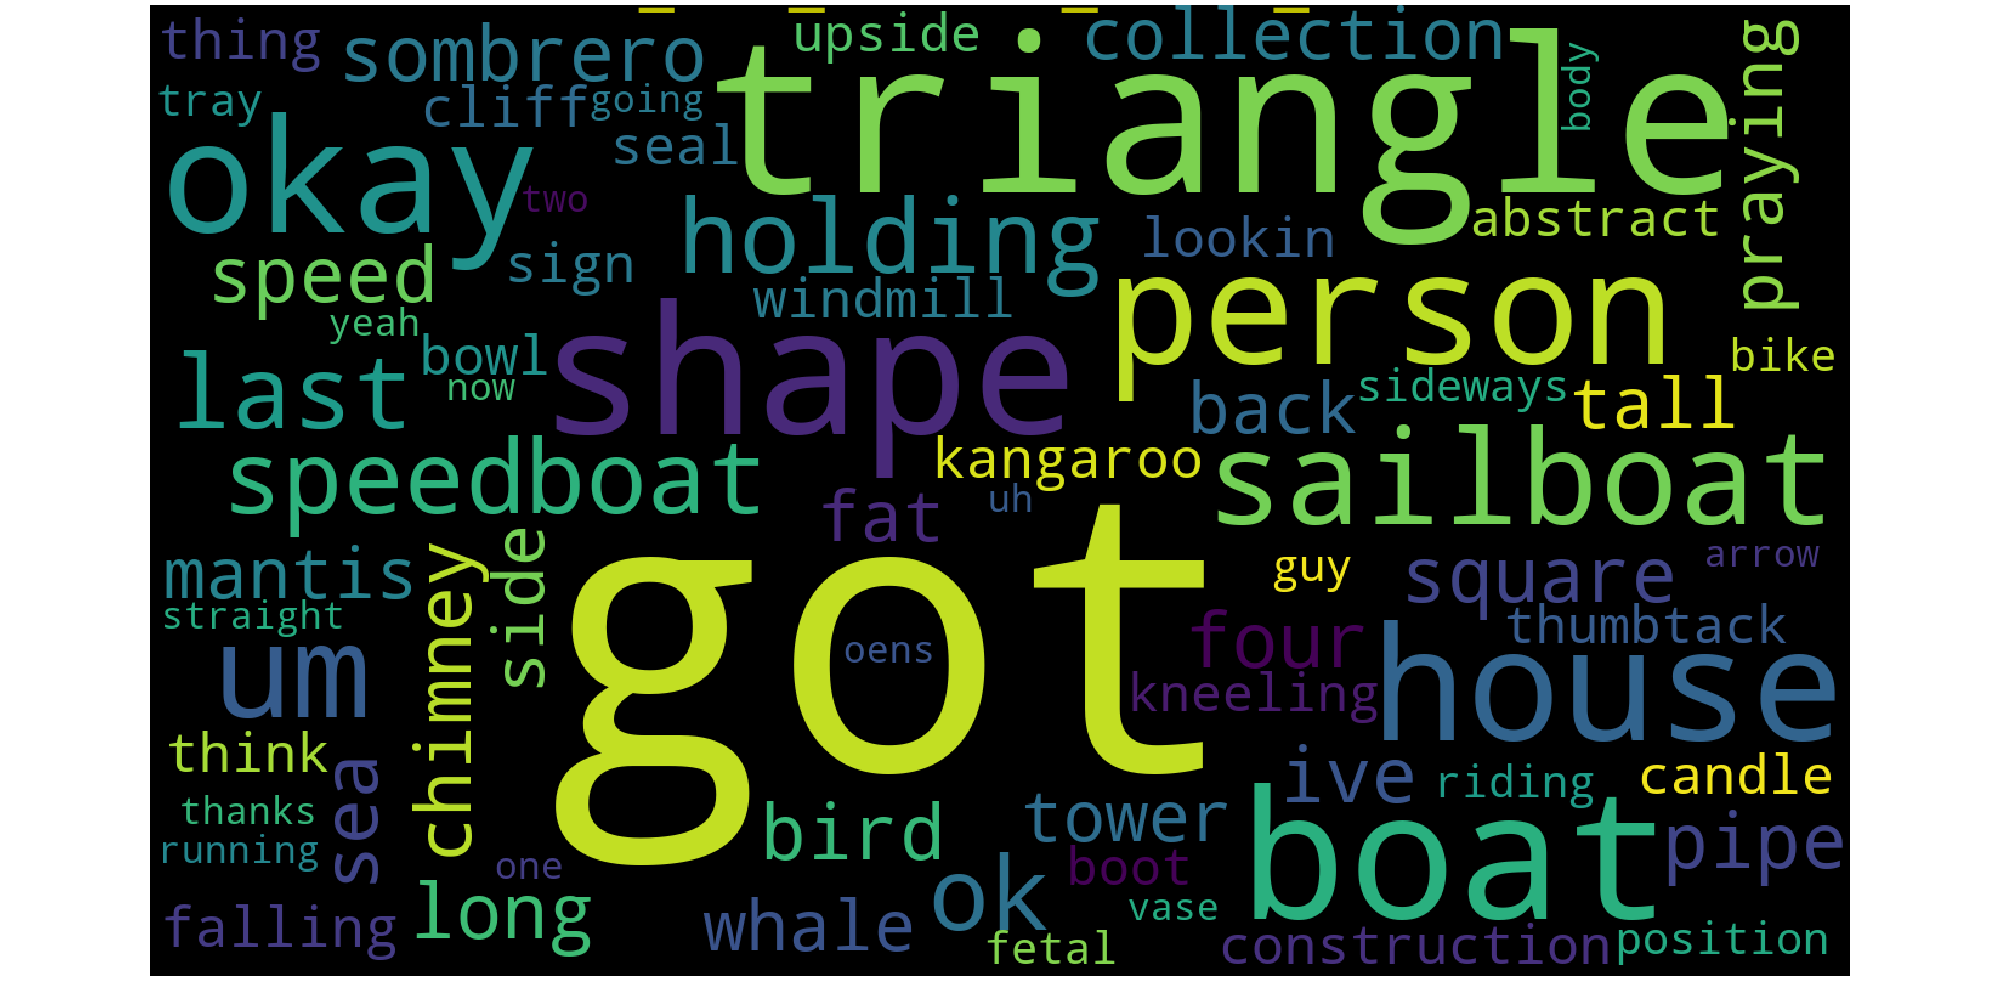 thing
sombrero
upside
collection
triangle
body
praying
tray
cliff
going
seal
okay
two
sign
holding
lookin
abstract
speed
windmill
person
yeah
shape
last
bowl
now
back
sideways
tall
bike
speedboat
kangaroo
sailboat
fat
uh
got
mantis
side
chimney
guy
square
arrow
straight
um
oens
four
thumbtack
kneeling
house
think
sea
ive
riding
candle
thanks
running
one
bird
tower
boat
pipe
boot
long
ok
vase
falling
whale
fetal
construction
position